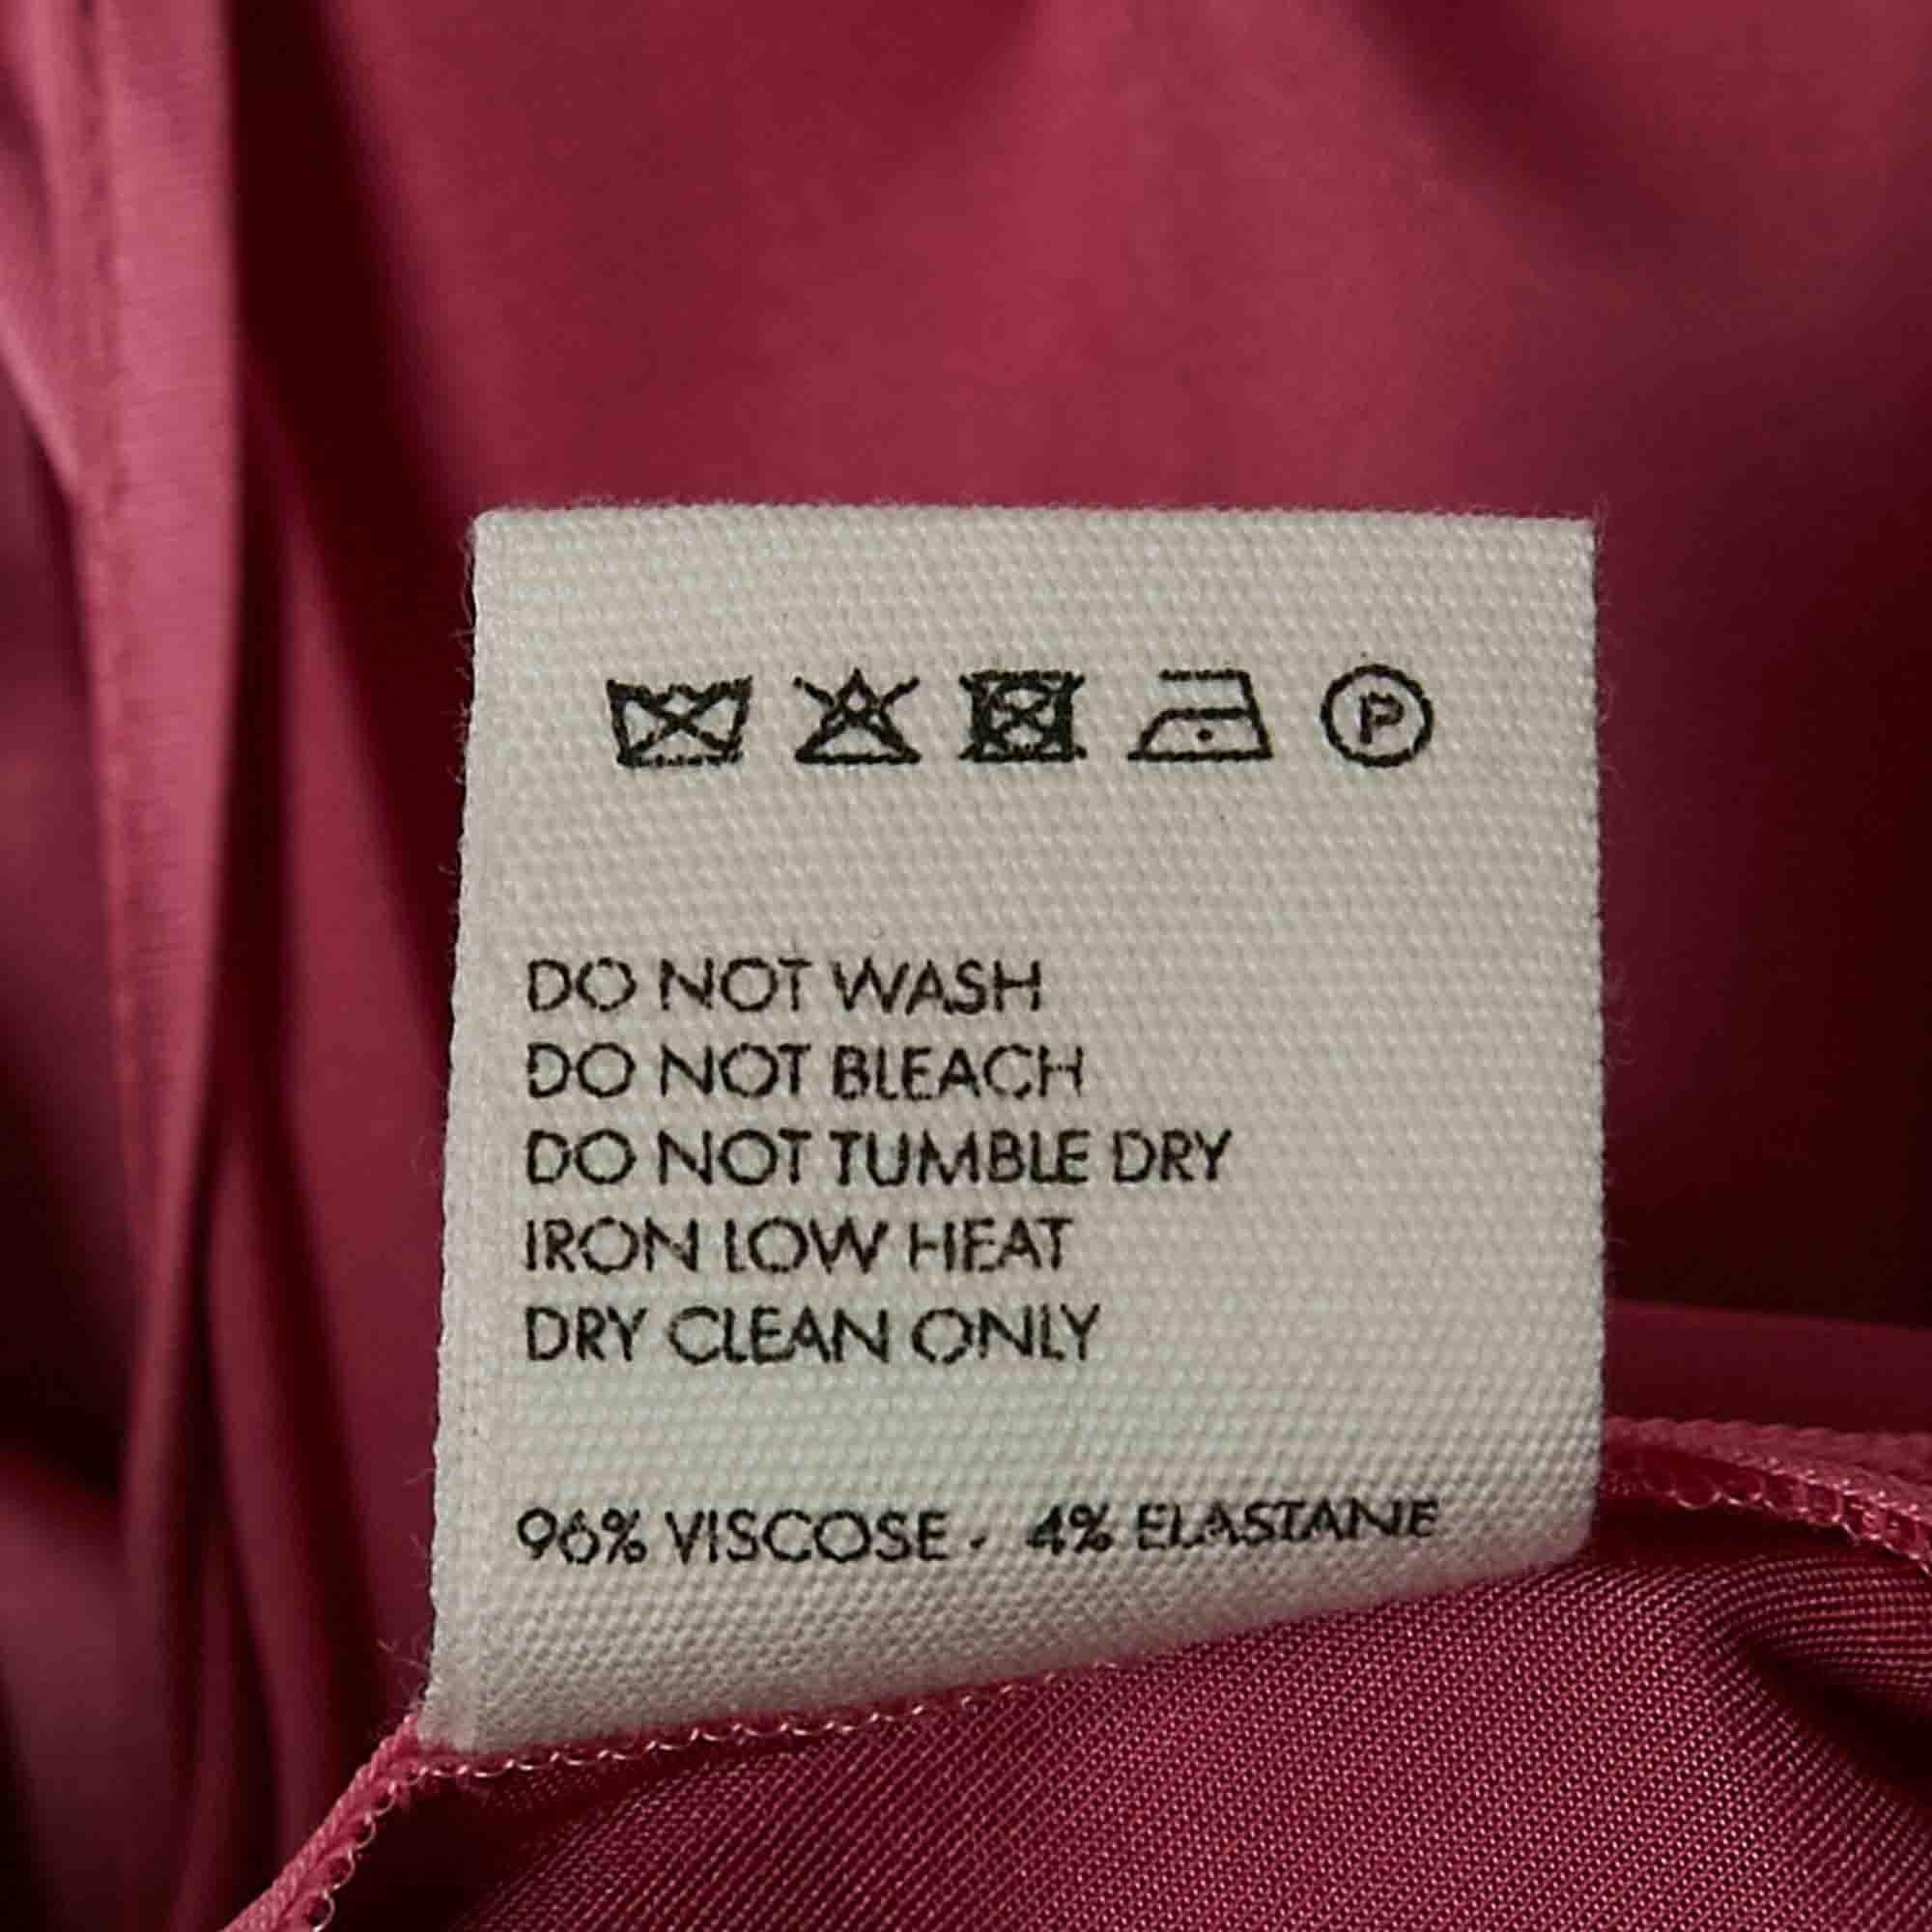 P
DO NOT WASH
DO NOT BLEACH
DO NOT TUMBLE DRY
IRON LOW HEAT
DRY CLEAN ONLY
96% VISCOSE - 4% ELASTANE